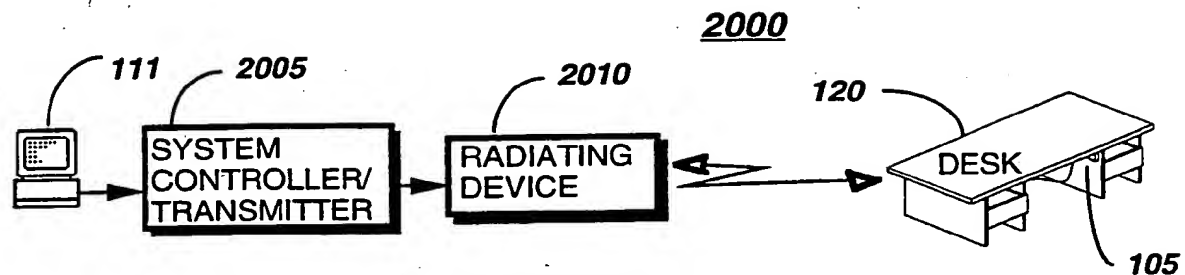 2000
111
2005
2010
120
SYSTEM
CONTROLLER/
TRANSMITTER
RADIATING
DEVICE
DESK
105